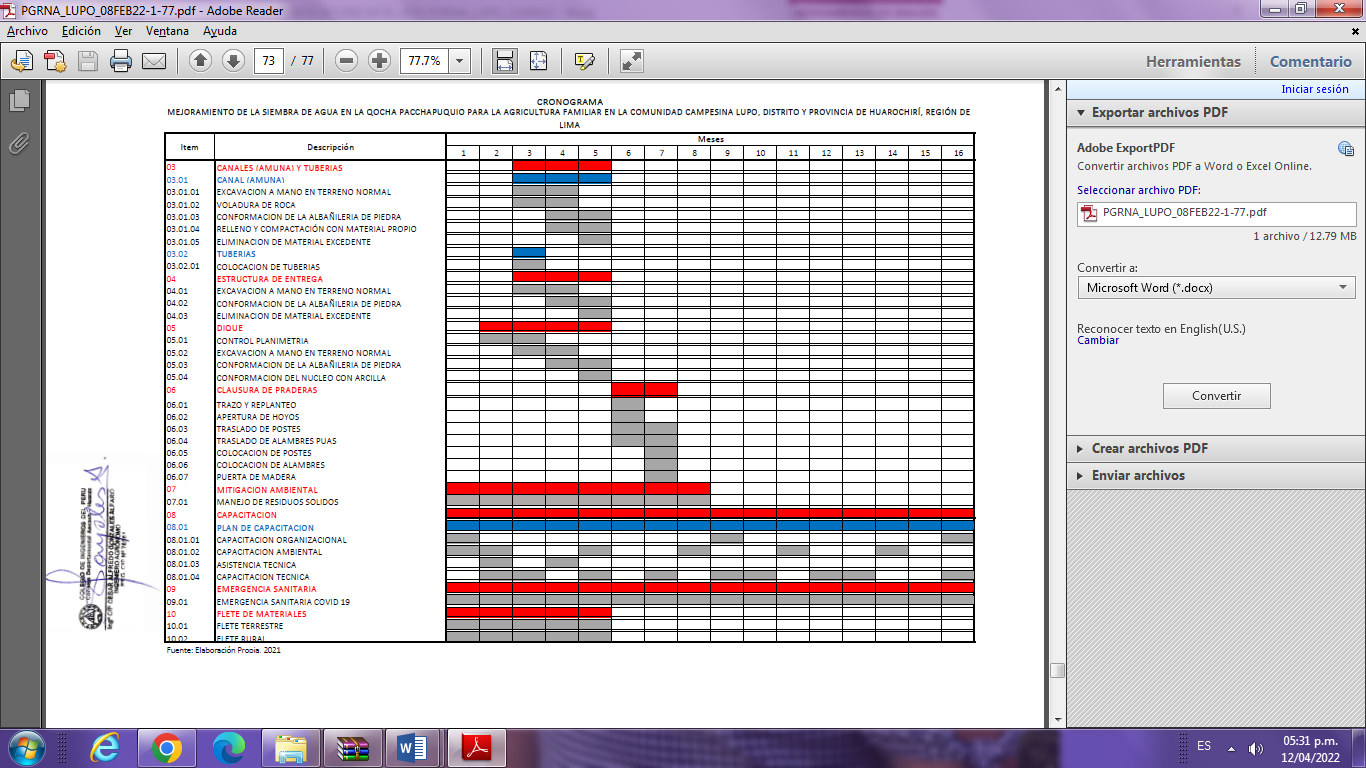 PGRNA_LUPO_08FEB22-1-77.pdf - Adobe Reader
Archivo Edición Ver Ventana Ayuda
73 / 77 77.7% Herramientas Comentario
Iniciar sesión
Exportar archivos PDF
Adobe ExportPDF
Convertir archivos PDF a Word o Excel Online.
Seleccionar archivo PDF:
PGRNA_LUPO_08FEB22-1-77.pdf
1 archivo / 12.79 MB
Convertir a:
Microsoft Word (*.docx)
Reconocer texto en English(U.S.)
Cambiar
Convertir
Crear archivos PDF
Enviar archivos
CRONOGRAMA
MEJORAMIENTO DE LA SIEMBRA DE AGUA EN LA QOCHA PACCHAPUQUIO PARA LA AGRICULTURA FAMILIAR EN LA COMUNIDAD CAMPESINA LUPO, DISTRITO Y PROVINCIA DE HUAROCHIRÍ, REGIÓN DE
LIMA
Item Descripción Meses
1 2 3 4 5 6 7 8 9 10 11 12 13 14 15 16
03 CANALES (AMUNA) Y TUBERIAS
03.01 CANAL (AMUNA)
03.01.01 EXCAVACION A MANO EN TERRENO NORMAL
03.01.02 VOLADURA DE ROCA
03.01.03 CONFORMACION DE LA ALBAÑILERIA DE PIEDRA
03.01.04 RELLENO Y COMPACTACIÓN CON MATERIAL PROPIO
03.01.05 ELIMINACION DE MATERIAL EXCEDENTE
03.02 TUBERIAS
03.02.01 COLOCACION DE TUBERIAS
04 ESTRUCTURA DE ENTREGA
04.01 EXCAVACION A MANO EN TERRENO NORMAL
04.02 CONFORMACION DE LA ALBAÑILERIA DE PIEDRA
04.03 ELIMINACION DE MATERIAL EXCEDENTE
05 DIQUE
05.01 CONTROL PLANIMETRIA
05.02 EXCAVACION A MANO EN TERRENO NORMAL
05.03 CONFORMACION DE LA ALBAÑILERIA DE PIEDRA
05.04 CONFORMACION DEL NUCLEO CON ARCILLA
06 CLAUSURA DE PRADERAS
06.01 TRAZO Y REPLANTEO
06.02 APERTURA DE HOYOS
06.03 TRASLADO DE POSTES
06.04 TRASLADO DE ALAMBRES PUAS
06.05 COLOCACION DE POSTES
06.06 COLOCACION DE ALAMBRES
06.07 PUERTA DE MADERA
07 MITIGACION AMBIENTAL
07.01 MANEJO DE RESIDUOS SOLIDOS
08 CAPACITACION
08.01 PLAN DE CAPACITACION
08.01.01 CAPACITACION ORGANIZACIONAL
08.01.02 CAPACITACION AMBIENTAL
08.01.03 ASISTENCIA TECNICA
08.01.04 CAPACITACION TECNICA
09 EMERGENCIA SANITARIA
09.01 EMERGENCIA SANITARIA COVID 19
10 FLETE DE MATERIALES
10.01 FLETE TERRESTRE
10.02 FLETE RURAL
Fuente: Elaboración Propia. 2021
COLEGIO DE INGENIEROS DEL PERU
ES 05:31 p.m.
12/04/2022